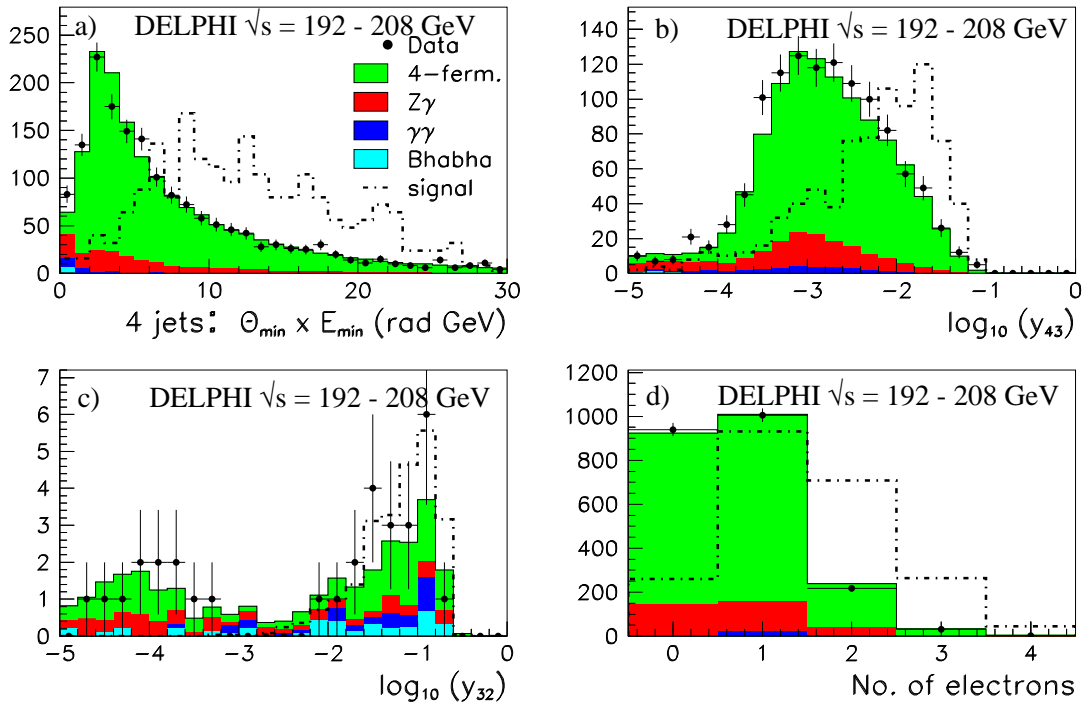 a) DELPHI √s = 192 - 208 GeV
Data
4-ferm.
Zγ
γγ
Bhabha
signal
250
200
150
100
50
0
0 10 20 30
4 jets: Θmin x Emin (rad GeV)
b) DELPHI √s = 192 - 208 GeV
140
120
100
80
60
40
20
0
−5 −4 −3 −2 −1 0
log10 (y43)
c) DELPHI √s = 192 - 208 GeV
7
6
5
4
3
2
1
0
−5 −4 −3 −2 −1 0
log10 (y32)
d) DELPHI √s = 192 - 208 GeV
1200
1000
800
600
400
200
0
0 1 2 3 4
No. of electrons